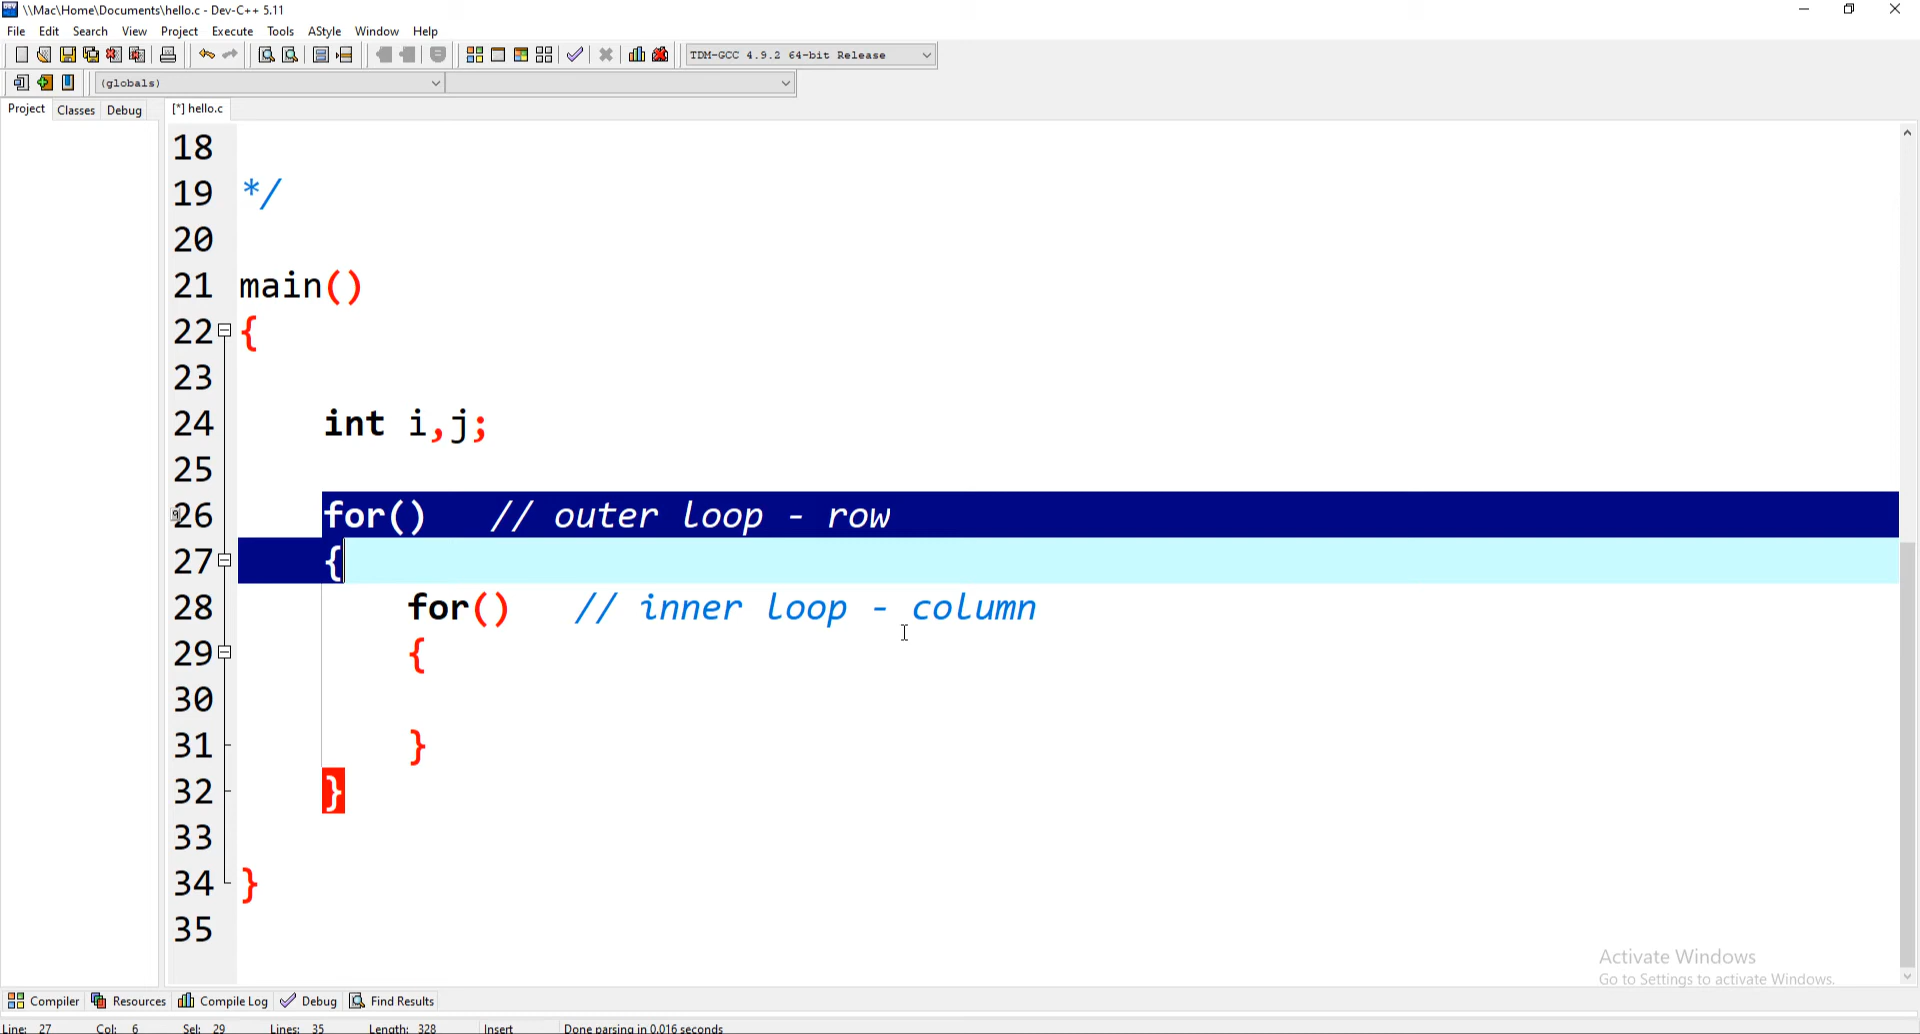 \\Mac\Home\Documents\hello.c - Dev-C++ 5.11
File Edit Search View Project Execute Tools AStyle Window Help
TDM-GCC 4.9.2 64-bit Release
(globals)
Project Classes Debug [*] hello.c
18
19 */
20
21 main()
22 {
23
24 int i,j;
25
26 for() // outer loop - row
27 {
28 for() // inner loop - column
29 {
30
31 }
32 }
33
34 }
35
Activate Windows
Go to Settings to activate Windows.
Compiler Resources Compile Log Debug Find Results
Line: 27 Col: 6 Sel: 29 Lines: 35 Length: 328 Insert Done parsing in 0.016 seconds